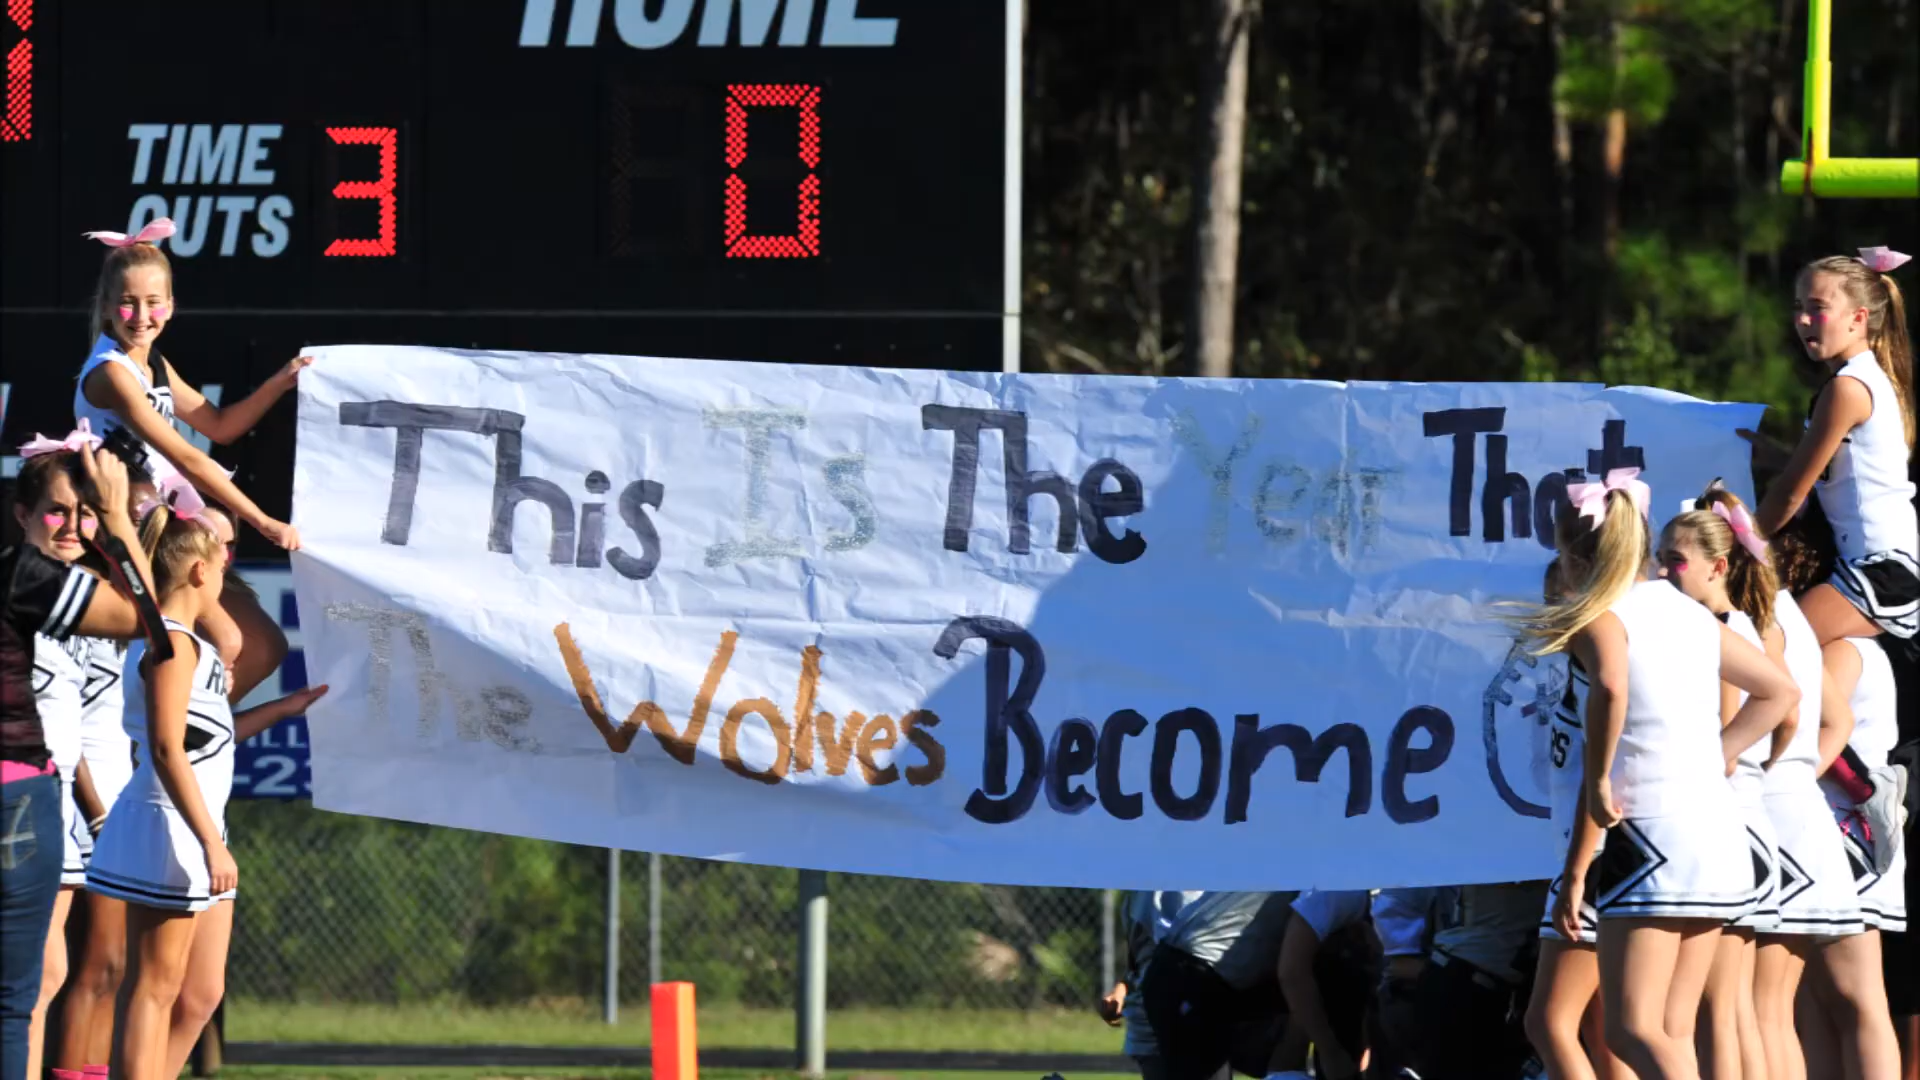 HOME
TIME
OUTS
3
0
This Is The Year That
The Wolves Become